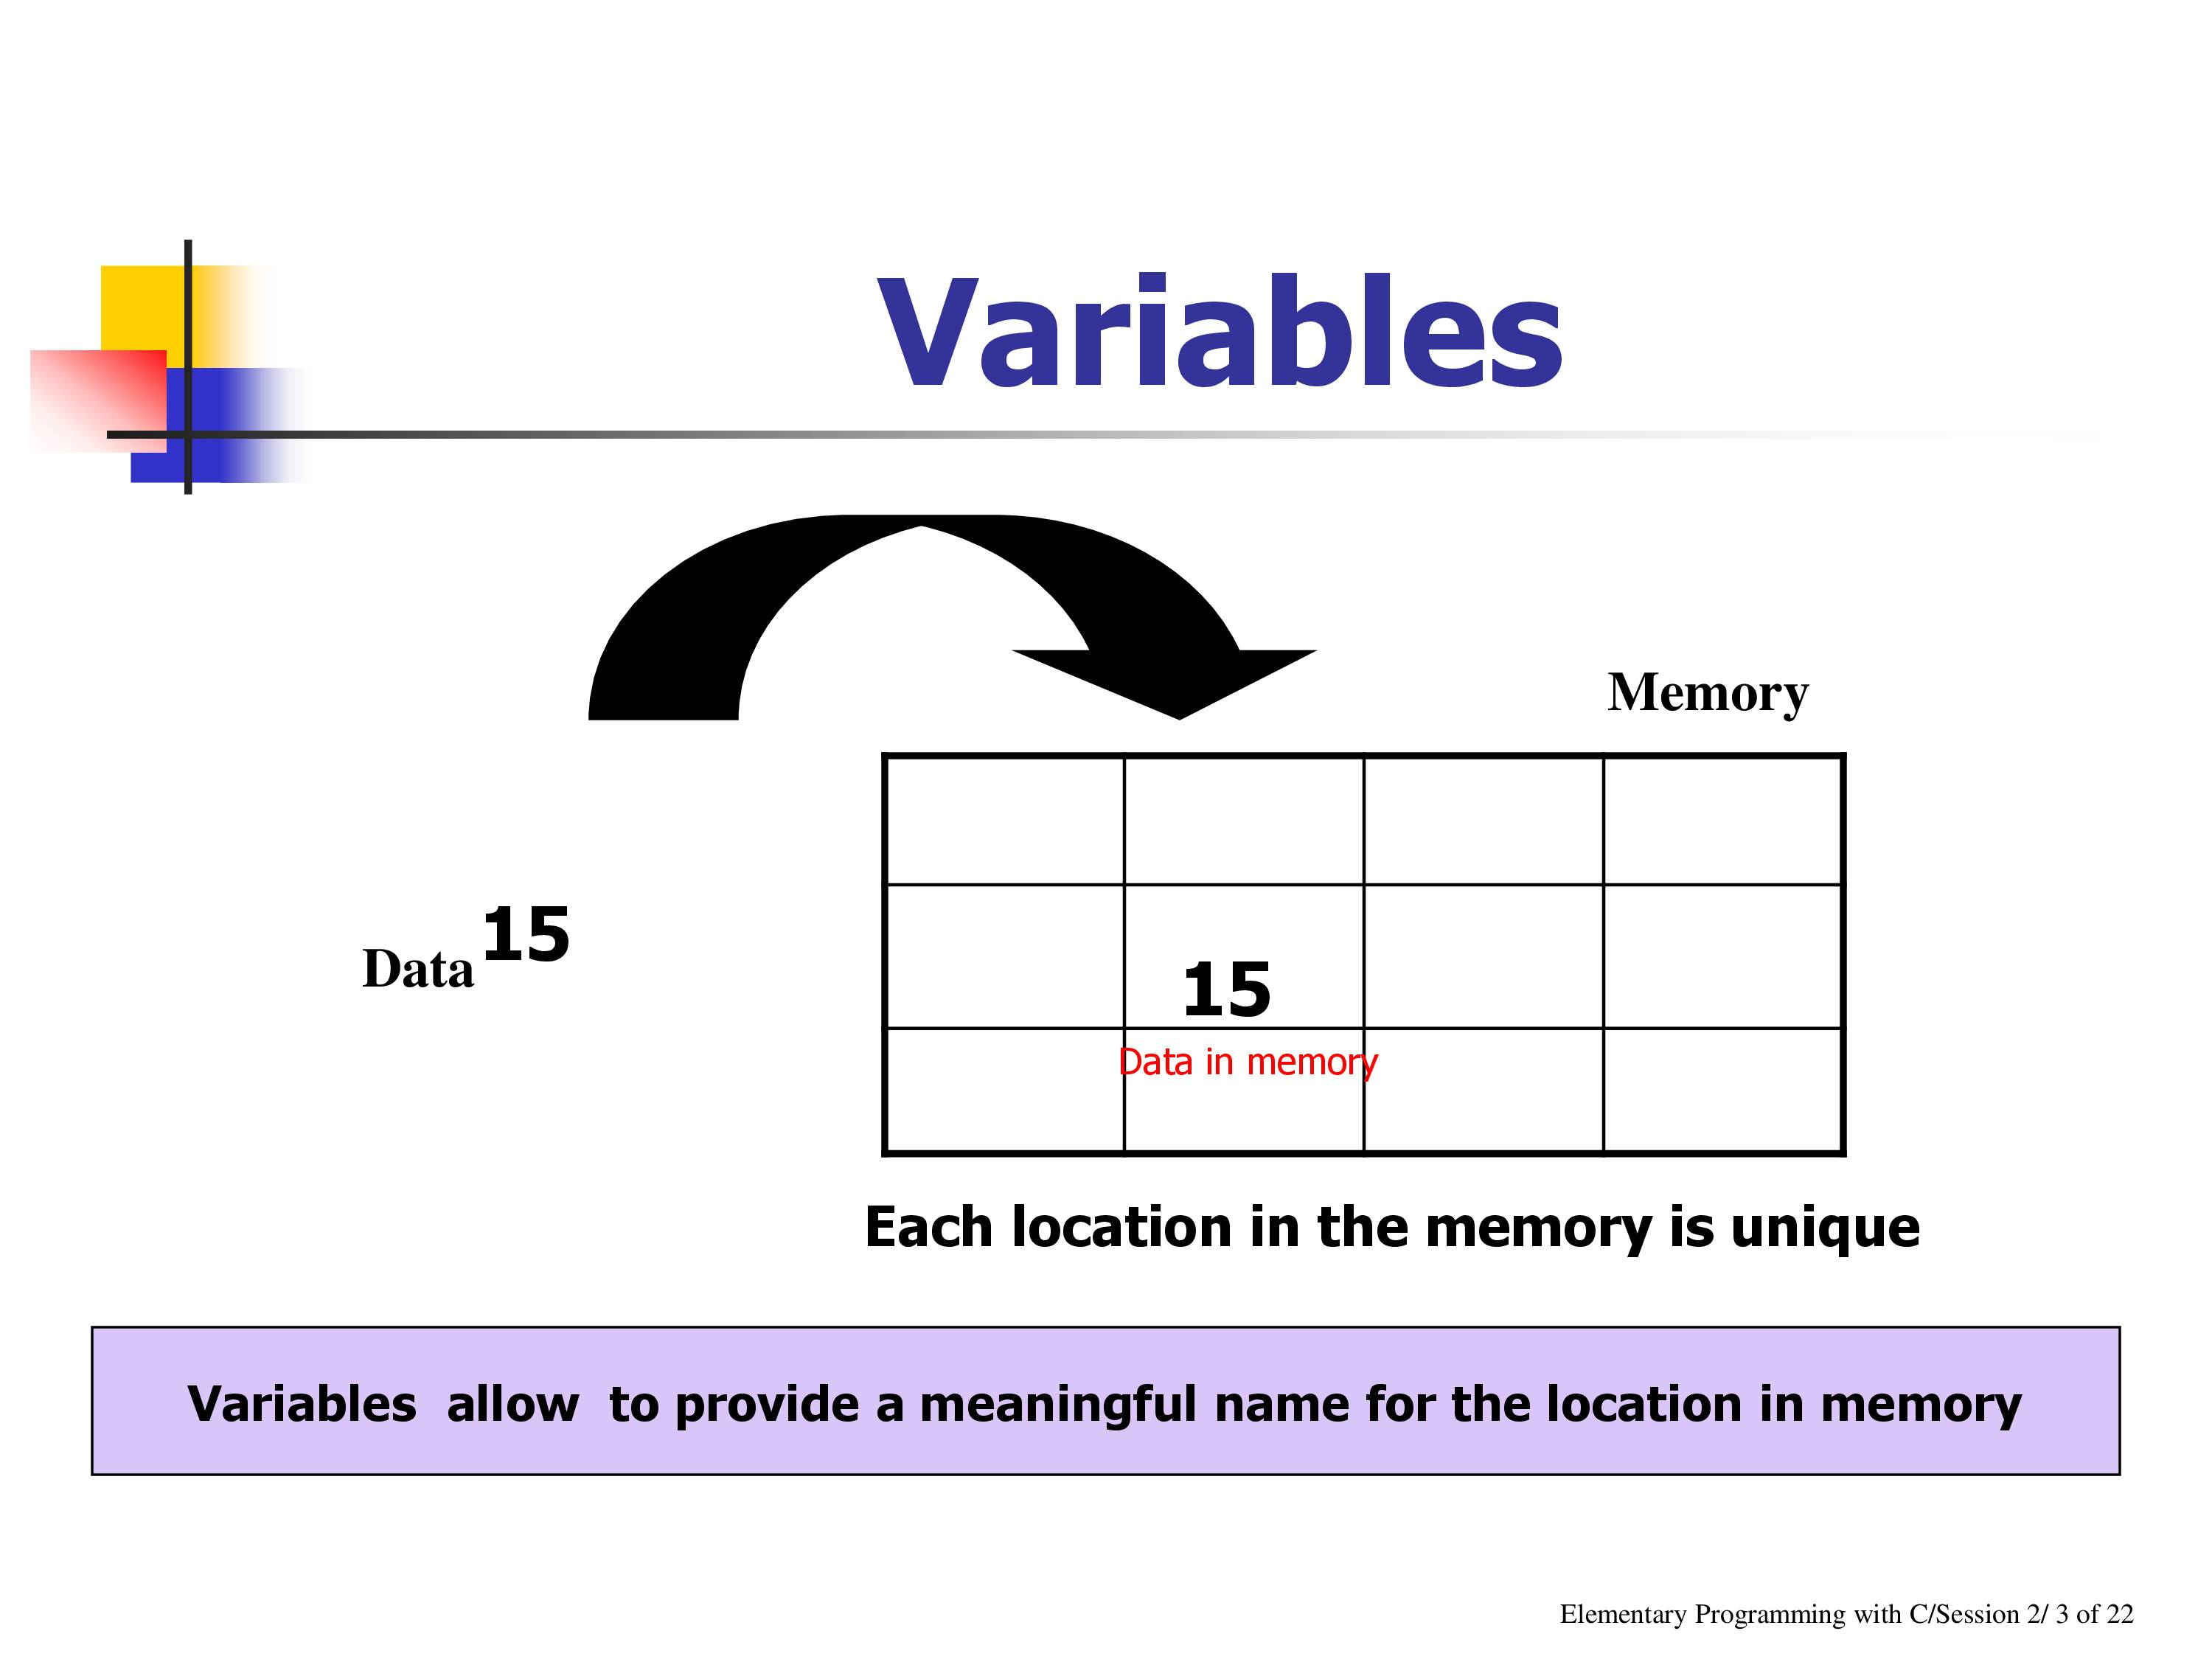 Variables
Memory
Data 15
15
Data in memory
Each location in the memory is unique
Variables allow to provide a meaningful name for the location in memory
Elementary Programming with C/Session 2/ 3 of 22